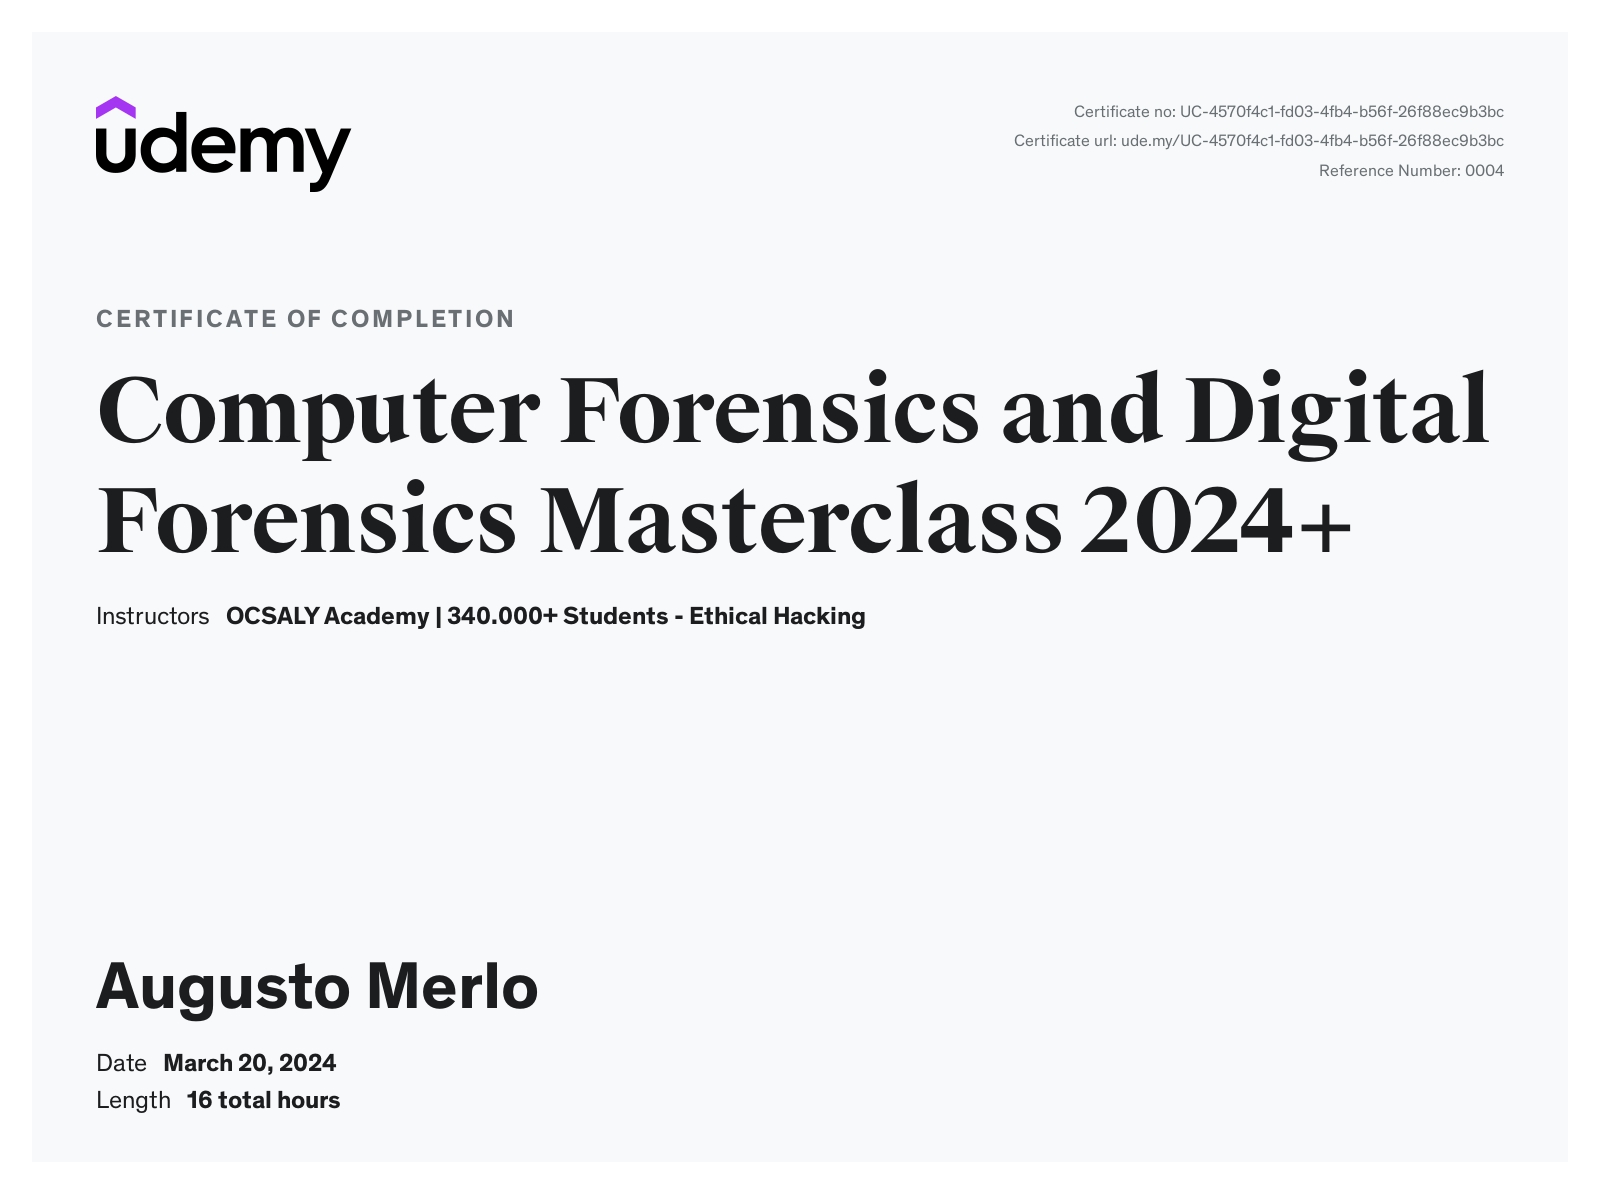 udemy
Certificate no: UC-4570f4c1-fd03-4fb4-b56f-26f88ec9b3bc
Certificate url: ude.my/UC-4570f4c1-fd03-4fb4-b56f-26f88ec9b3bc
Reference Number: 0004
CERTIFICATE OF COMPLETION
Computer Forensics and Digital
Forensics Masterclass 2024+
Instructors OCSALY Academy | 340.000+ Students - Ethical Hacking
Augusto Merlo
Date March 20, 2024
Length 16 total hours